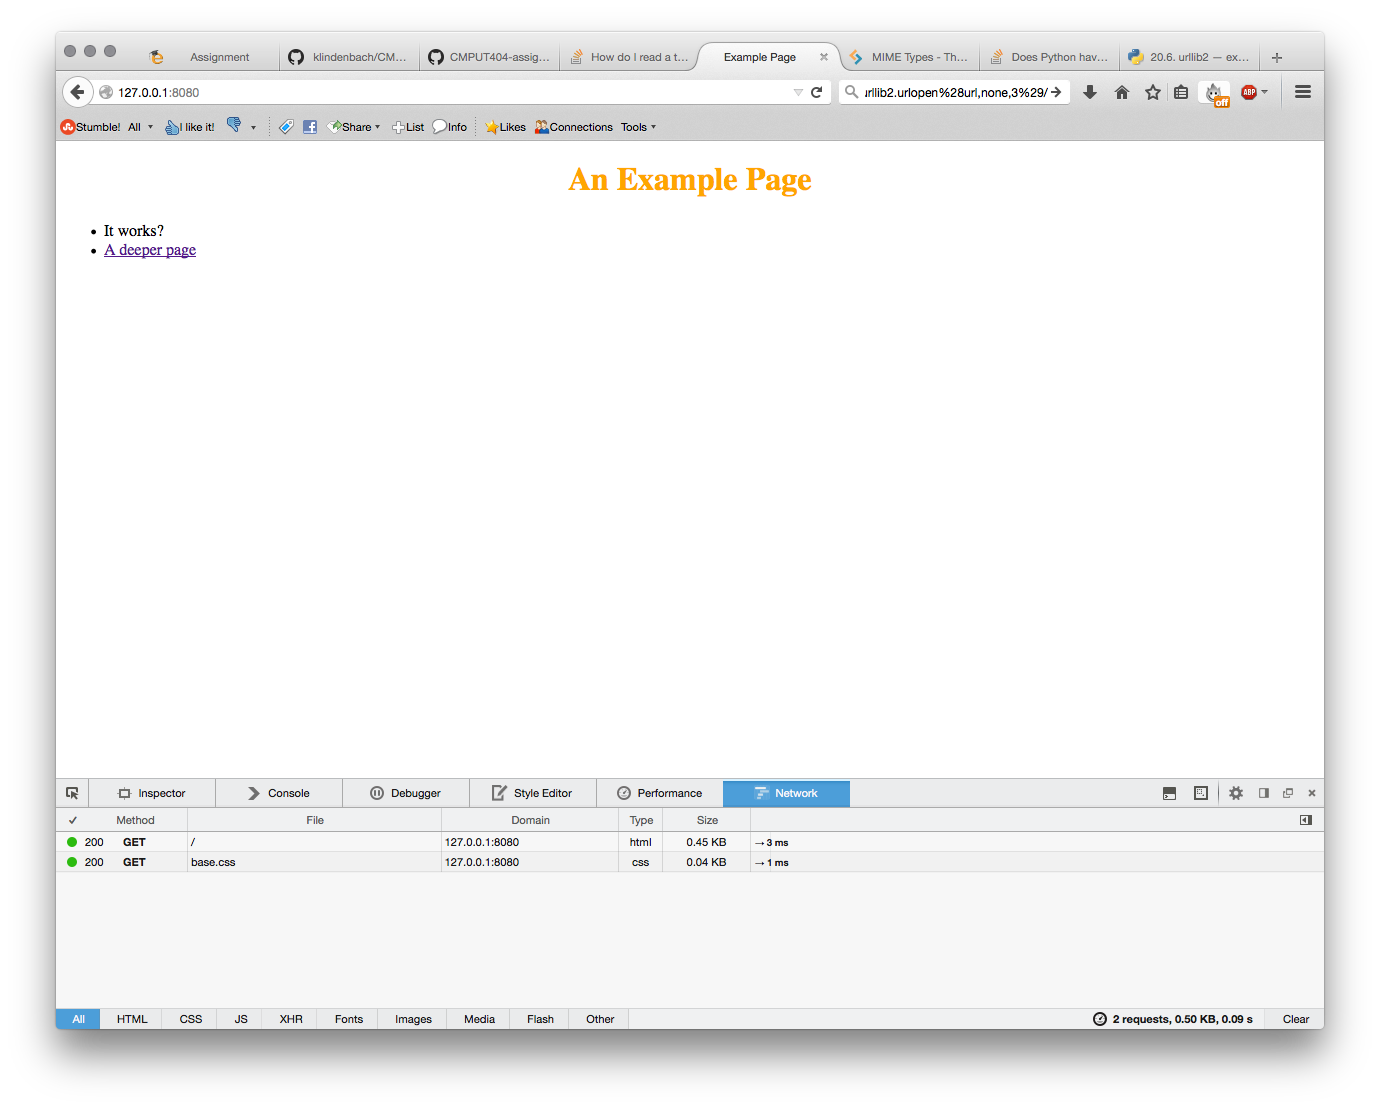 Assignment klindenbach/CM... CMPUT404-assig... How do I read a t... Example Page MIME Types - Th... Does Python hav... 20.6. urllib2 — ex...
127.0.0.1:8080 urllib2.urlopen%28url,none,3%29/ off ABP
Stumble! All I like it! Share List Info Likes Connections Tools
An Example Page
It works?
A deeper page
Inspector Console Debugger Style Editor Performance Network
✓ Method File Domain Type Size
200 GET / 127.0.0.1:8080 html 0.45 KB → 3 ms
200 GET base.css 127.0.0.1:8080 css 0.04 KB → 1 ms
All HTML CSS JS XHR Fonts Images Media Flash Other 2 requests, 0.50 KB, 0.09 s Clear